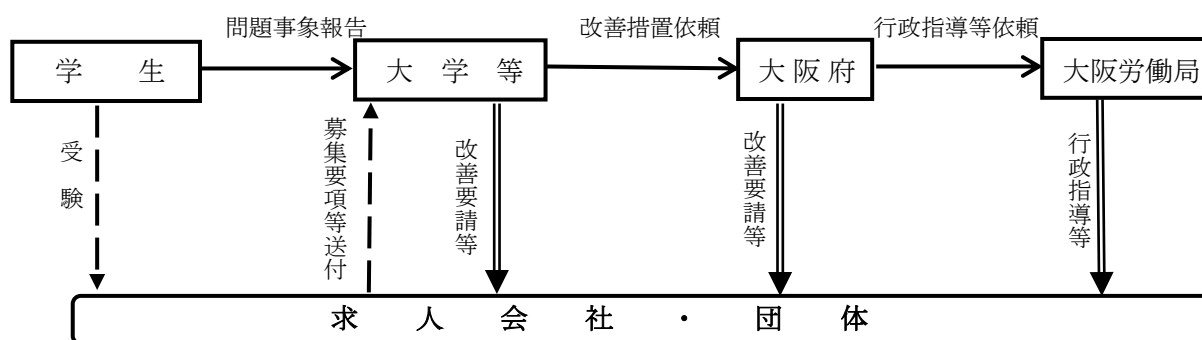 問題事象報告
改善措置依頼
行政指導等依頼
学 生
大 学 等
大 阪 府
大阪労働局
受験
募集要項等送付
改善要請等
改善要請等
行政指導等
求 人 会 社 ・ 団 体